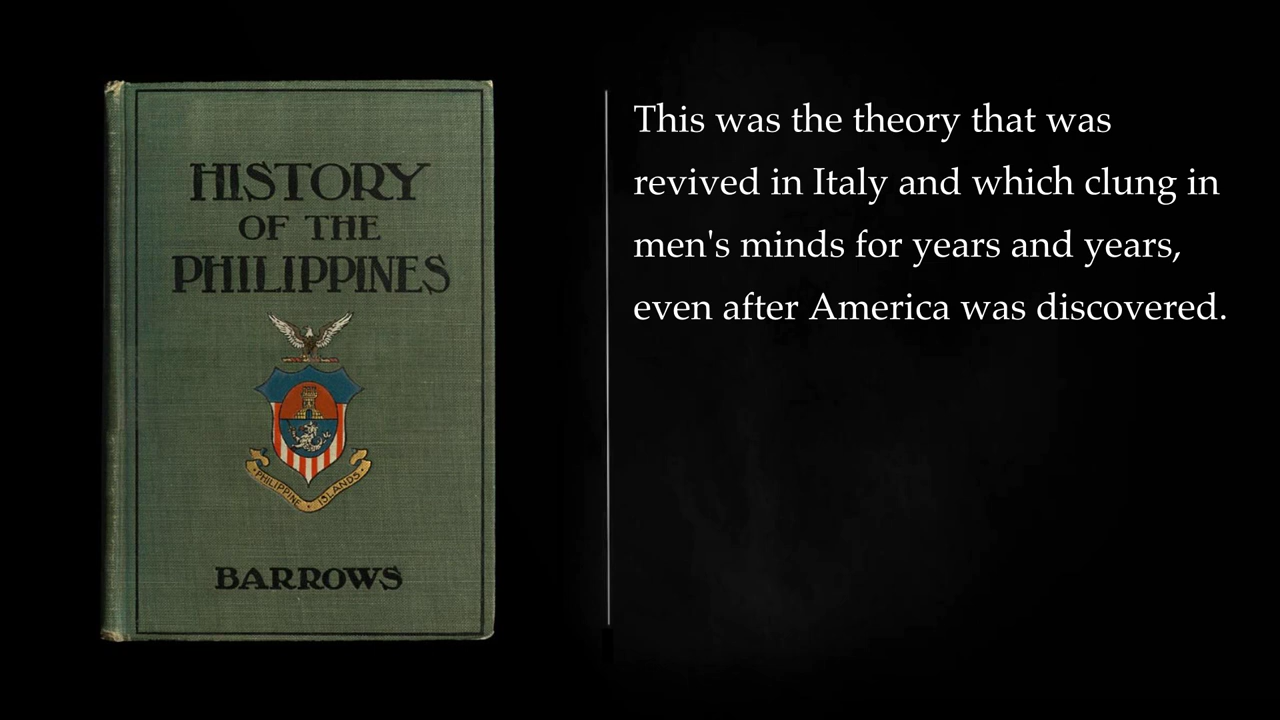 HISTORY
OF THE
PHILIPPINES
PHILIPPINE ISLANDS
BARROWS
This was the theory that was
revived in Italy and which clung in
men's minds for years and years,
even after America was discovered.